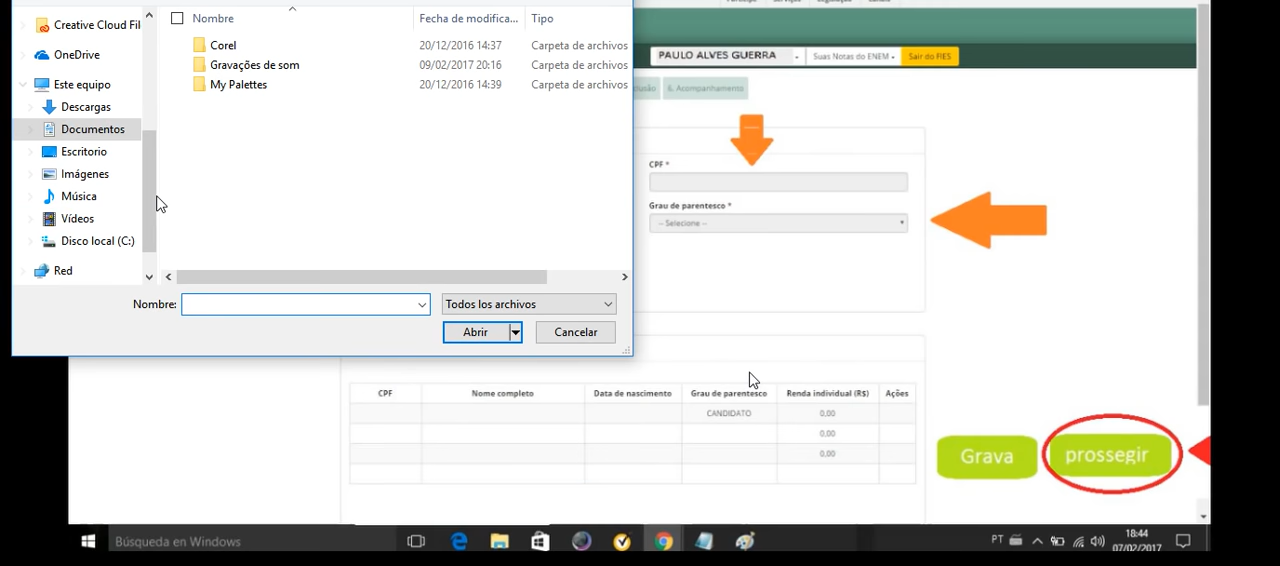 Participe Serviços Legislação Canais
Creative Cloud Fil
OneDrive
Este equipo
Descargas
Documentos
Escritorio
Imágenes
Música
Vídeos
Disco local (C:)
Red
Nombre Fecha de modifica... Tipo
Corel 20/12/2016 14:37 Carpeta de archivos
Gravações de som 09/02/2017 20:16 Carpeta de archivos
My Palettes 20/12/2016 14:39 Carpeta de archivos
Nombre: Todos los archivos
Abrir Cancelar
PAULO ALVES GUERRA Suas Notas do ENEM Sair do FIES
6. Acompanhamento
CPF *
Grau de parentesco *
-- Selecione --
CPF Nome completo Data de nascimento Grau de parentesco Renda individual (R$) Ações
CANDIDATO 0,00
0,00
0,00
Grava prossegir
Búsqueda en Windows PT 18:44
07/02/2017